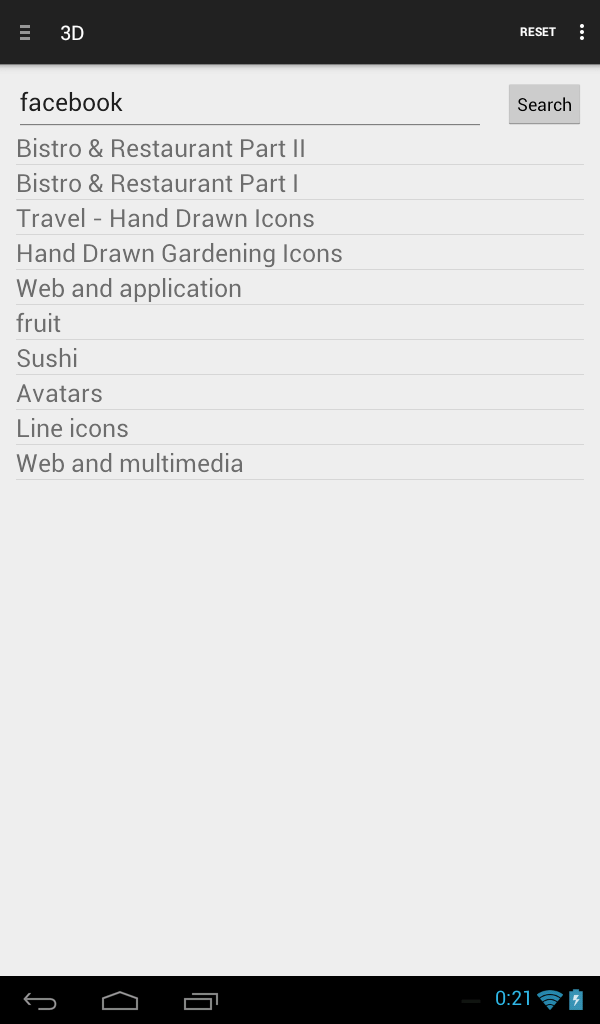 3D
RESET
facebook
Search
Bistro & Restaurant Part II
Bistro & Restaurant Part I
Travel - Hand Drawn Icons
Hand Drawn Gardening Icons
Web and application
fruit
Sushi
Avatars
Line icons
Web and multimedia
0:21